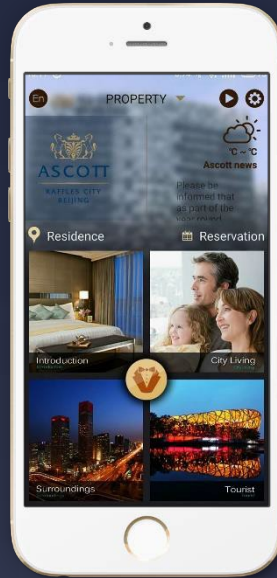 En
PROPERTY
ASCOTT
RAFFLES CITY
BEIJING
°C ~ °C
Ascott news
Please be
informed that
as part of the
Residence
Reservation
Introduction
City Living
Surroundings
Tourist